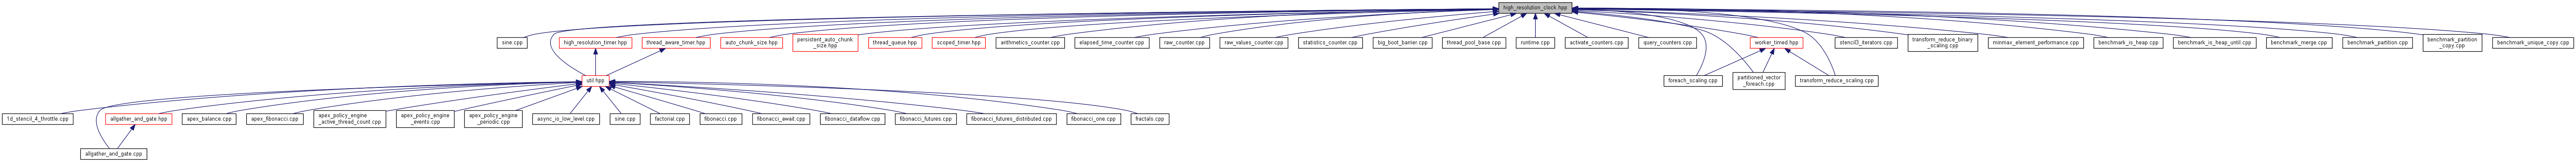 high_resolution_clock.hpp
sine.cpp
high_resolution_timer.hpp
thread_aware_timer.hpp
auto_chunk_size.hpp
persistent_auto_chunk
_size.hpp
thread_queue.hpp
scoped_timer.hpp
arithmetics_counter.cpp
elapsed_time_counter.cpp
raw_counter.cpp
raw_values_counter.cpp
statistics_counter.cpp
big_boot_barrier.cpp
thread_pool_base.cpp
runtime.cpp
activate_counters.cpp
query_counters.cpp
worker_timed.hpp
stencil3_iterators.cpp
transform_reduce_binary
_scaling.cpp
minmax_element_performance.cpp
benchmark_is_heap.cpp
benchmark_is_heap_until.cpp
benchmark_merge.cpp
benchmark_partition.cpp
benchmark_partition
_copy.cpp
benchmark_unique_copy.cpp
util.hpp
foreach_scaling.cpp
partitioned_vector
_foreach.cpp
transform_reduce_scaling.cpp
1d_stencil_4_throttle.cpp
allgather_and_gate.hpp
apex_balance.cpp
apex_fibonacci.cpp
apex_policy_engine
_active_thread_count.cpp
apex_policy_engine
_events.cpp
apex_policy_engine
_periodic.cpp
async_io_low_level.cpp
sine.cpp
factorial.cpp
fibonacci.cpp
fibonacci_await.cpp
fibonacci_dataflow.cpp
fibonacci_futures.cpp
fibonacci_futures_distributed.cpp
fibonacci_one.cpp
fractals.cpp
allgather_and_gate.cpp